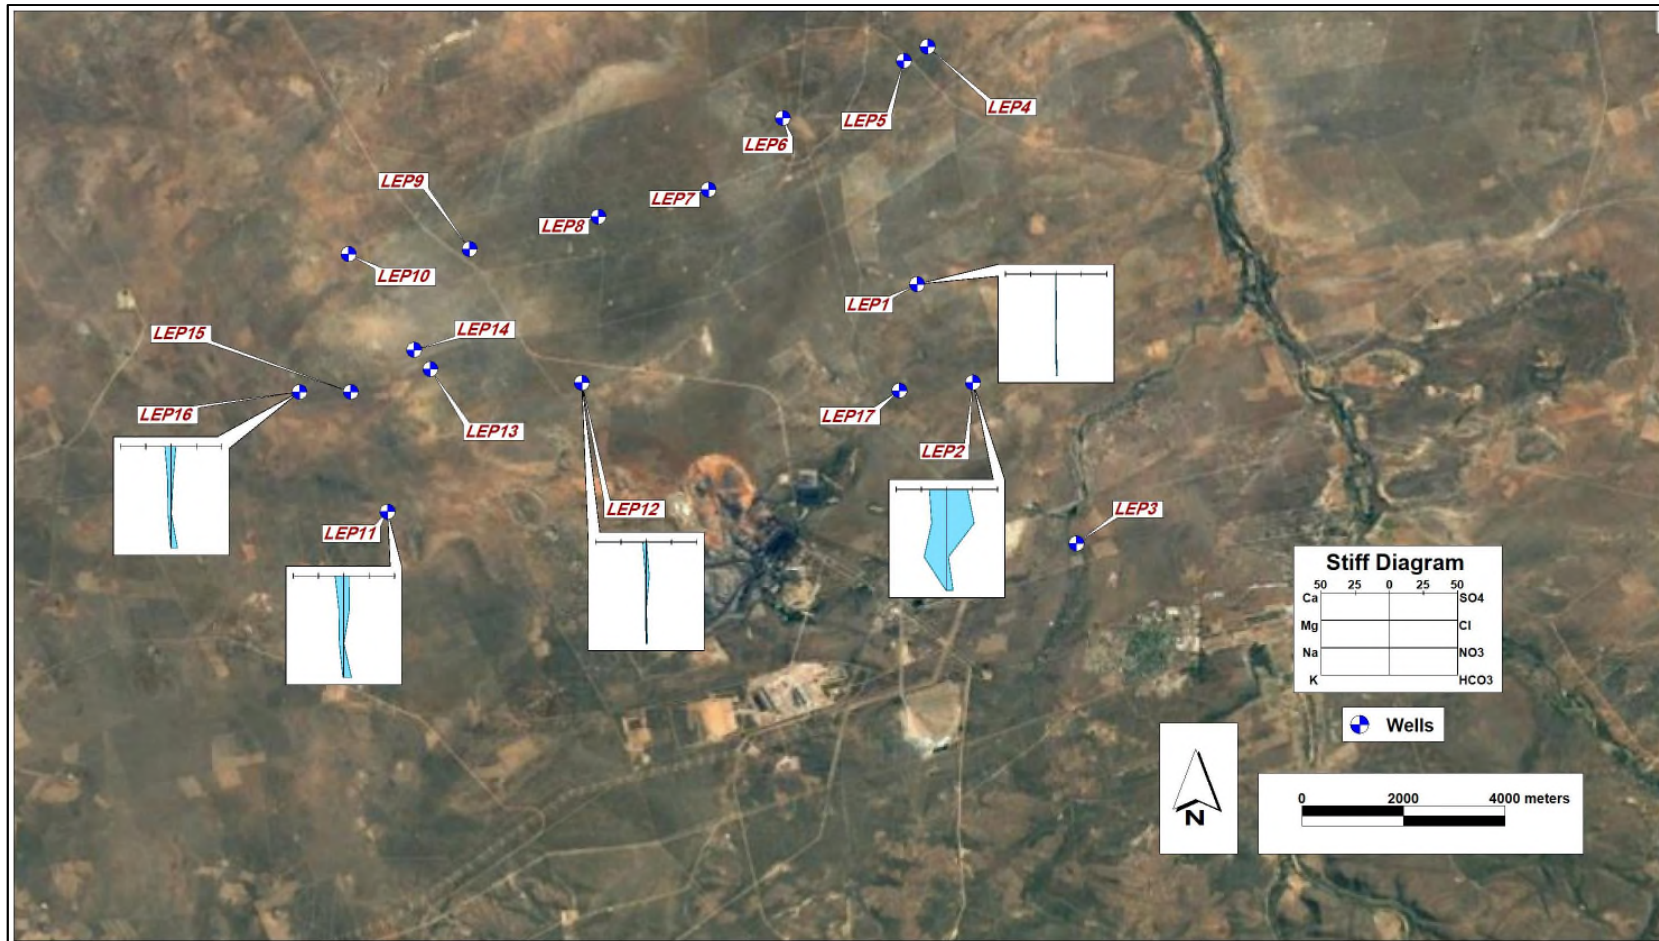 LEP4
LEP5
LEP6
LEP9
LEP7
LEP8
LEP10
LEP1
LEP15
LEP14
LEP16
LEP17
LEP13
LEP2
LEP12
LEP3
LEP11
Stiff Diagram
50 25 0 25 50
Ca SO4
Mg Cl
Na NO3
K HCO3
Wells
N
0 2000 4000 meters